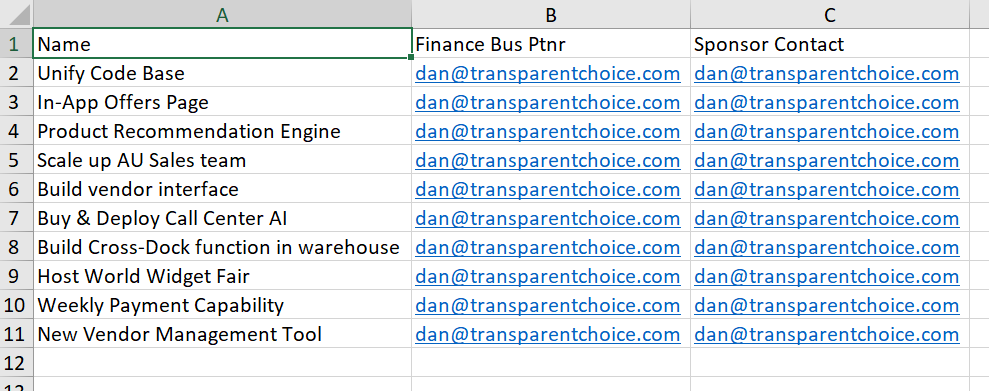 A B C
1 Name Finance Bus Ptnr Sponsor Contact
2 Unify Code Base dan@transparentchoice.com dan@transparentchoice.com
3 In-App Offers Page dan@transparentchoice.com dan@transparentchoice.com
4 Product Recommendation Engine dan@transparentchoice.com dan@transparentchoice.com
5 Scale up AU Sales team dan@transparentchoice.com dan@transparentchoice.com
6 Build vendor interface dan@transparentchoice.com dan@transparentchoice.com
7 Buy & Deploy Call Center AI dan@transparentchoice.com dan@transparentchoice.com
8 Build Cross-Dock function in warehouse dan@transparentchoice.com dan@transparentchoice.com
9 Host World Widget Fair dan@transparentchoice.com dan@transparentchoice.com
10 Weekly Payment Capability dan@transparentchoice.com dan@transparentchoice.com
11 New Vendor Management Tool dan@transparentchoice.com dan@transparentchoice.com
12